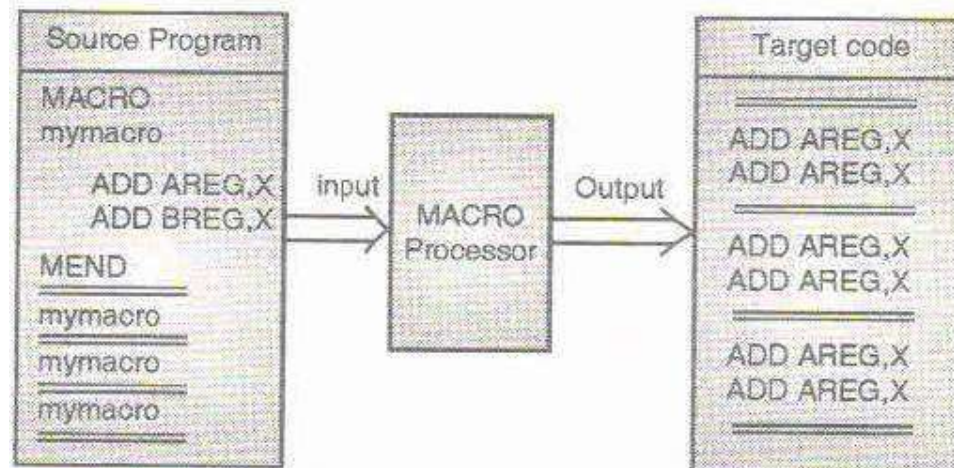 Source Program
MACRO
mymacro
ADD AREG,X
ADD BREG,X
MEND
mymacro
mymacro
mymacro
input
MACRO
Processor
Output
Target code
ADD AREG,X
ADD AREG,X
ADD AREG,X
ADD AREG,X
ADD AREG,X
ADD AREG,X